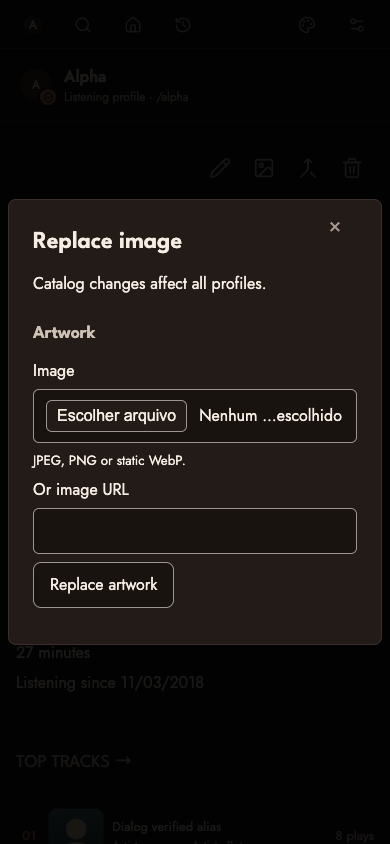 A
A
Alpha
Listening profile · /alpha
Replace image
×
Catalog changes affect all profiles.
Artwork
Image
Escolher arquivo Nenhum ...escolhido
JPEG, PNG or static WebP.
Or image URL
Replace artwork
27 minutes
Listening since 11/03/2018
TOP TRACKS →
01 Dialog verified alias 8 plays